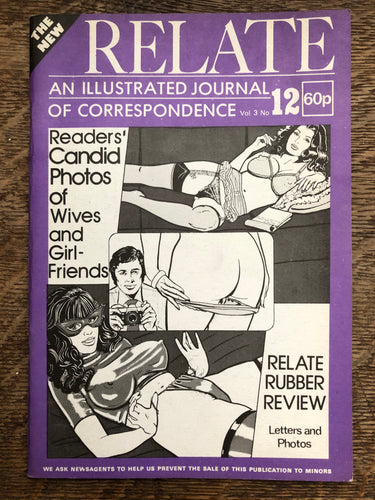 THE NEW
RELATE
AN ILLUSTRATED JOURNAL
OF CORRESPONDENCE Vol 3 No 12 60p
Readers'
Candid
Photos
of
Wives
and
Girl-
Friends
RELATE
RUBBER
REVIEW
Letters and
Photos
WE ASK NEWSAGENTS TO HELP US PREVENT THE SALE OF THIS PUBLICATION TO MINORS